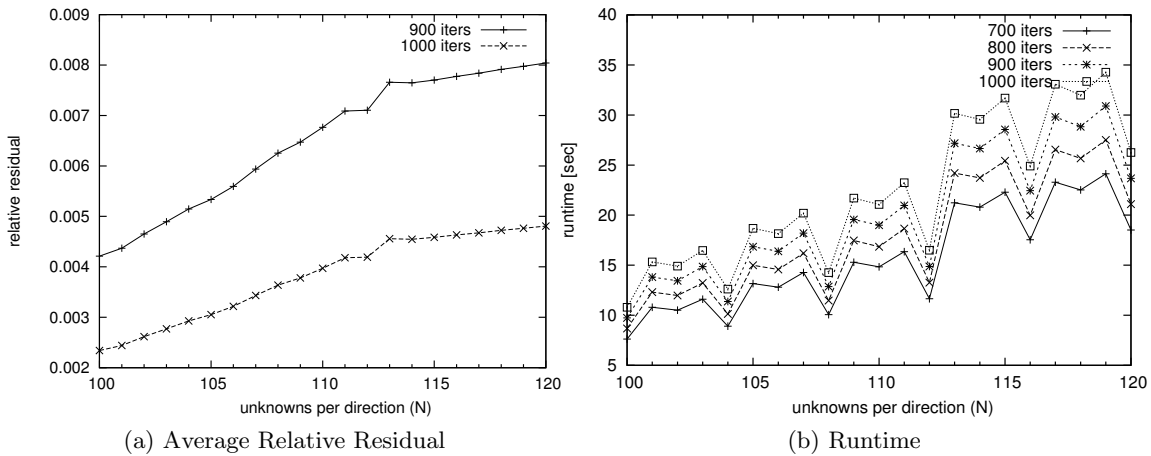 0.009
0.008
0.007
0.006
0.005
0.004
0.003
0.002
relative residual
900 iters
1000 iters
100 105 110 115 120
unknowns per direction (N)
(a) Average Relative Residual
40
35
30
25
20
15
10
5
runtime [sec]
700 iters
800 iters
900 iters
1000 iters
100 105 110 115 120
unknowns per direction (N)
(b) Runtime